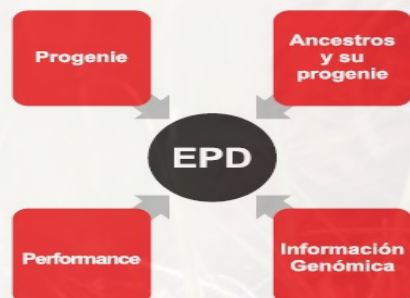 Progenie
Ancestros
y su
progenie
EPD
Performance
Información
Genómica